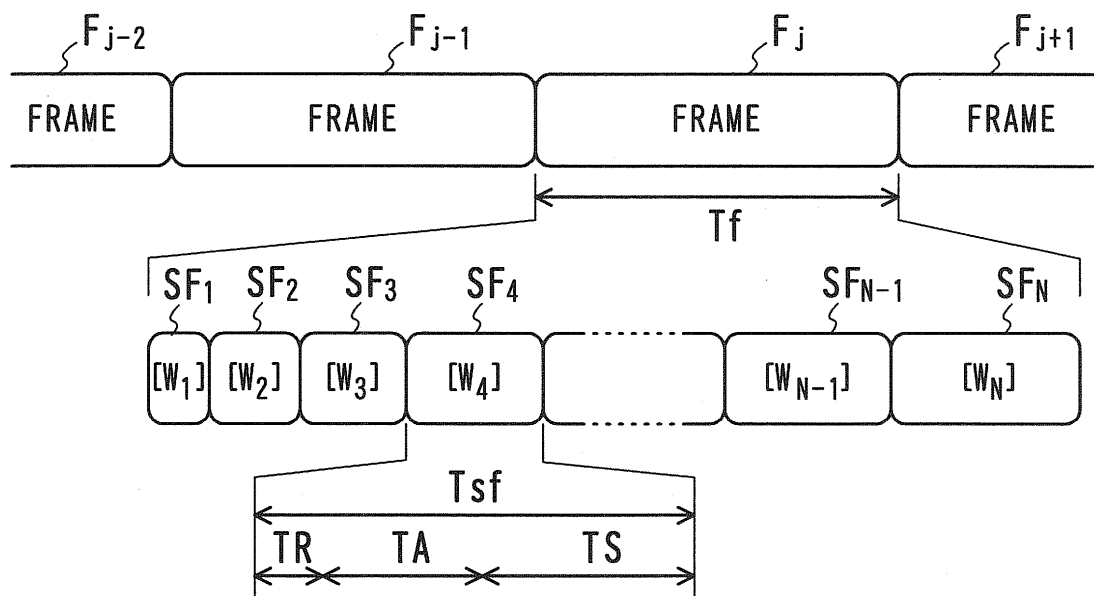 Fj-2 Fj-1 Fj Fj+1
FRAME FRAME FRAME FRAME
Tf
SF1 SF2 SF3 SF4 SFN-1 SFN
[W1] [W2] [W3] [W4] [WN-1] [WN]
Tsf
TR TA TS